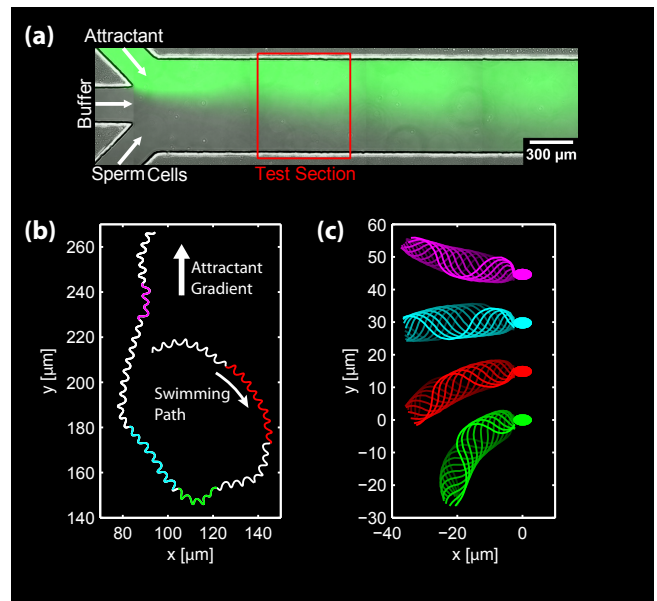 (a)
Attractant
Buffer
Sperm Cells
Test Section
300 µm
(b)
260
240
220
200
180
160
140
80
100
120
140
x [µm]
y [µm]
Attractant
Gradient
Swimming
Path
(c)
60
50
40
30
20
10
0
−10
−20
−30
−40
−20
0
x [µm]
y [µm]